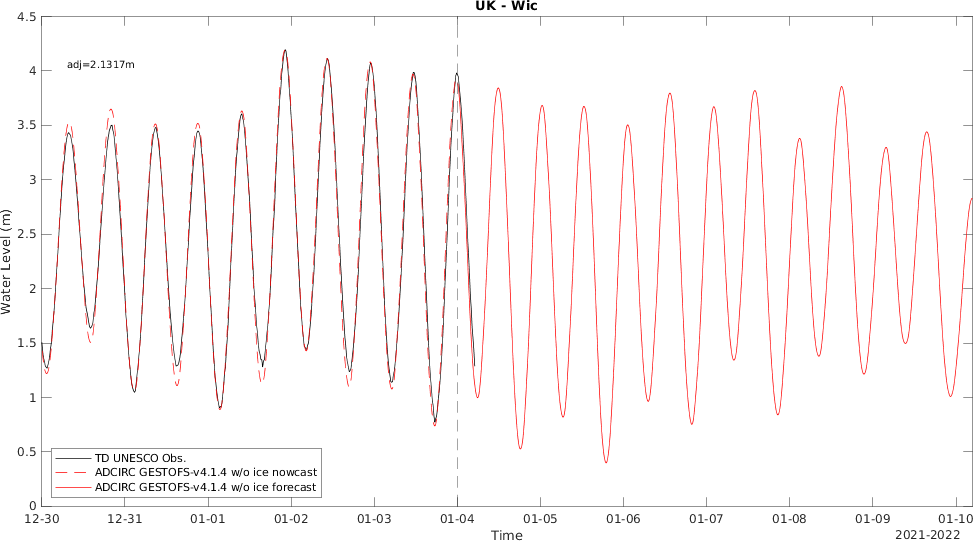 UK - Wic
4.5
adj=2.1317m
4
3.5
3
2.5
2
1.5
1
0.5
0
Water Level (m)
TD UNESCO Obs.
ADCIRC GESTOFS-v4.1.4 w/o ice nowcast
ADCIRC GESTOFS-v4.1.4 w/o ice forecast
12-30 12-31 01-01 01-02 01-03 01-04 01-05 01-06 01-07 01-08 01-09 01-10
Time
2021-2022